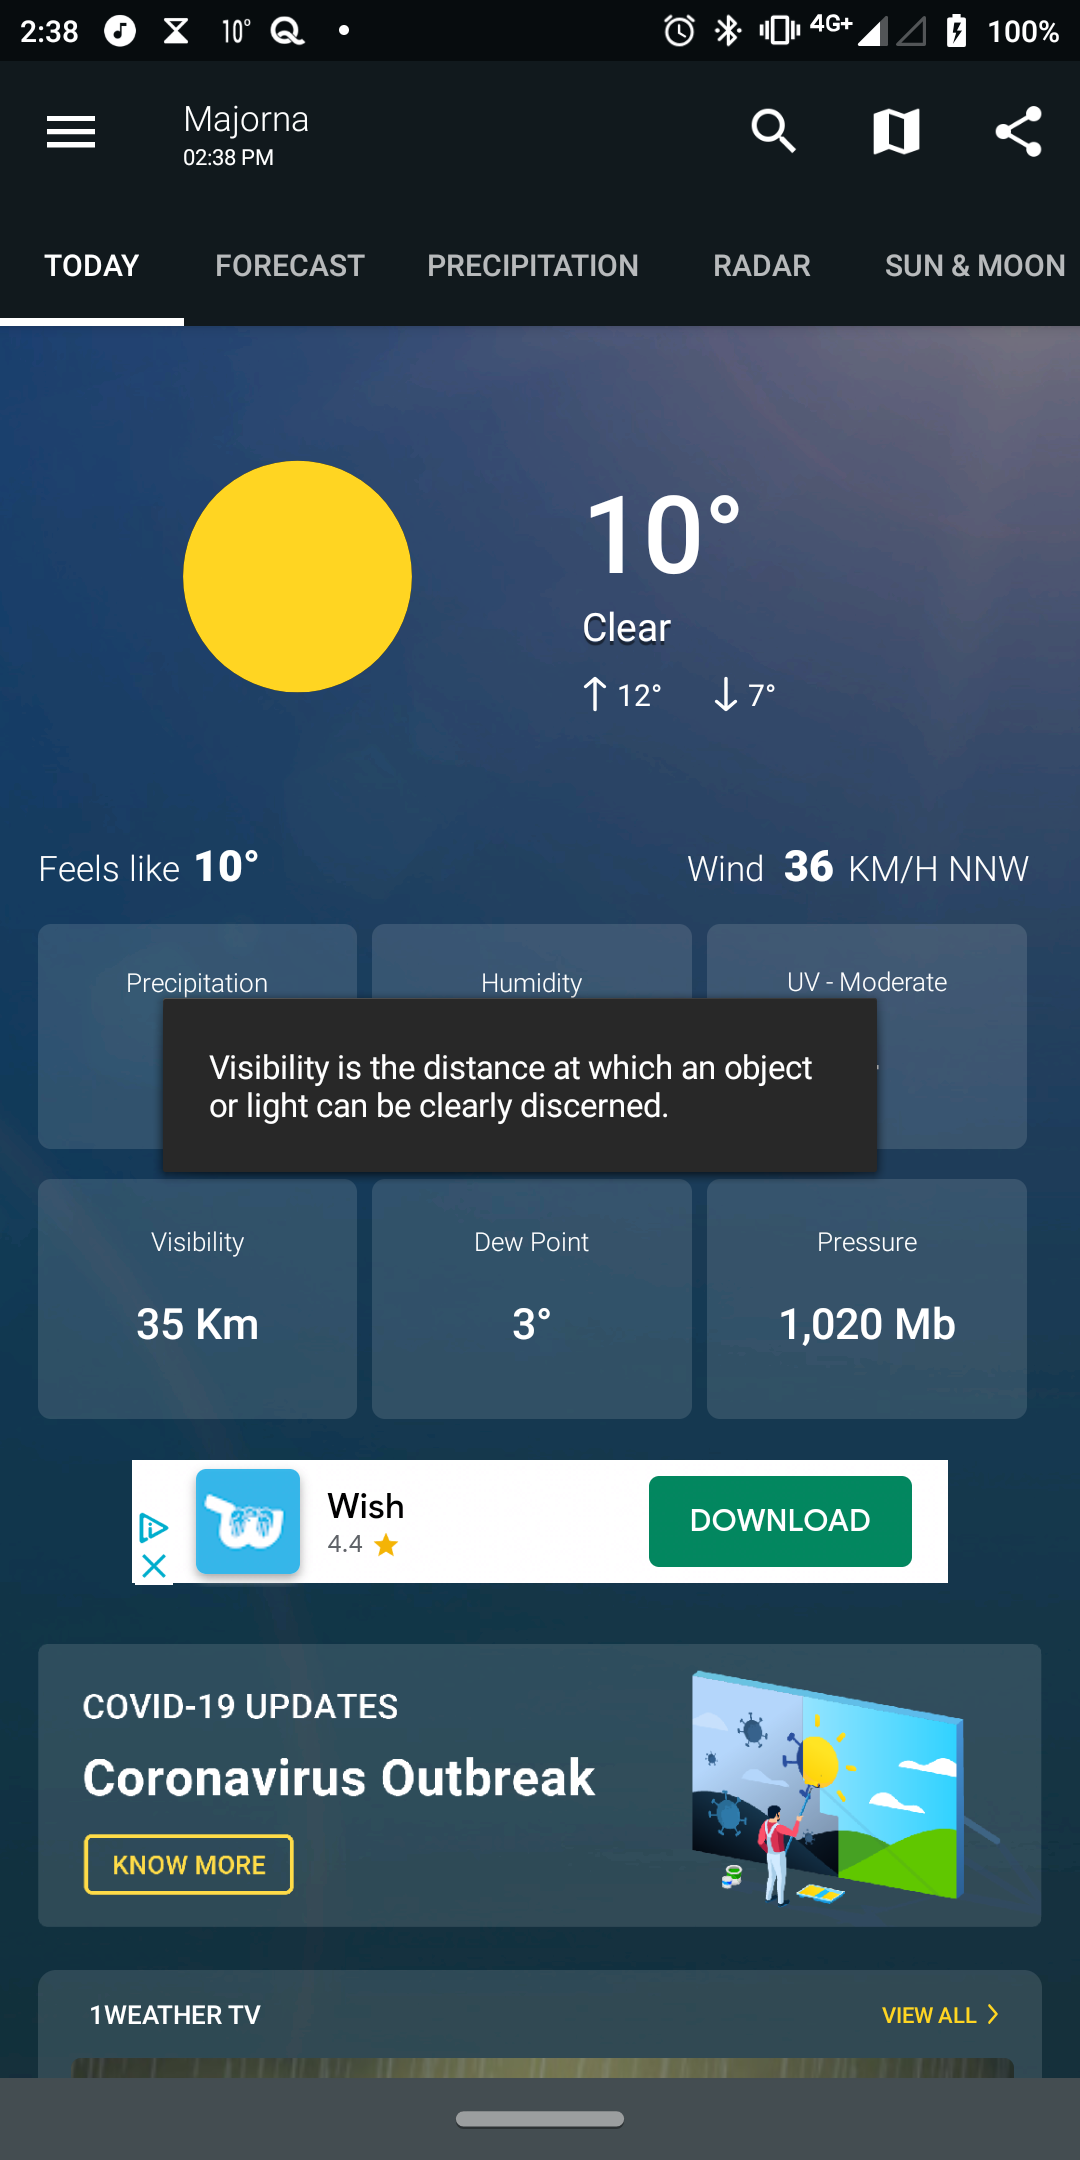 2:38 10° 4G+ 100%
Majorna
02:38 PM
TODAY FORECAST PRECIPITATION RADAR SUN & MOON
10°
Clear
↑ 12° ↓ 7°
Feels like 10° Wind 36 KM/H NNW
Precipitation Humidity UV - Moderate
Visibility is the distance at which an object
or light can be clearly discerned.
Visibility Dew Point Pressure
35 Km 3° 1,020 Mb
Wish
4.4
DOWNLOAD
COVID-19 UPDATES
Coronavirus Outbreak
KNOW MORE
1WEATHER TV VIEW ALL